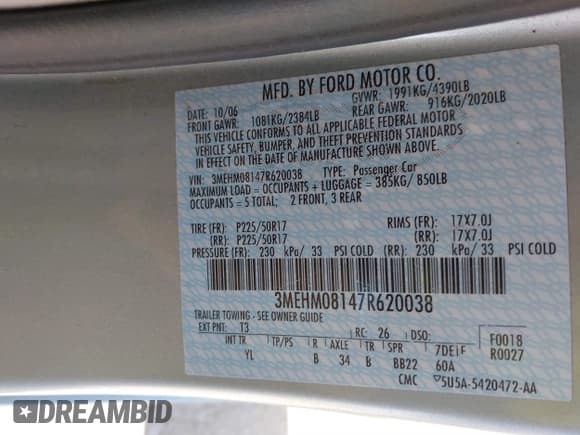 MFD. BY FORD MOTOR CO.
DATE: 10/06 GVWR: 1991KG/4390LB
FRONT GAWR: 1081KG/2384LB REAR GAWR: 916KG/2020LB
THIS VEHICLE CONFORMS TO ALL APPLICABLE FEDERAL MOTOR
VEHICLE SAFETY, BUMPER, AND THEFT PREVENTION STANDARDS
IN EFFECT ON THE DATE OF MANUFACTURE SHOWN ABOVE.
VIN: 3MEHM08147R620038 TYPE: Passenger Car
MAXIMUM LOAD = OCCUPANTS + LUGGAGE = 385KG/ 850LB
OCCUPANTS = 5 TOTAL; 2 FRONT, 3 REAR
TIRE (FR): P225/50R17 RIMS (FR): 17X7.0J
(RR): P225/50R17 (RR): 17X7.0J
PRESSURE (FR): 230 kPa/ 33 PSI COLD (RR): 230 kPa/ 33 PSI COLD
3MEHM08147R620038
TRAILER TOWING - SEE OWNER GUIDE
EXT PNT: T3 RC: 26 DSO: F0018
INT TR TP/PS R AXLE TR SPR 7DEIF R0027
YL B 34 B BB22 60A
CMC 5U5A-5420472-AA
DREAMBID